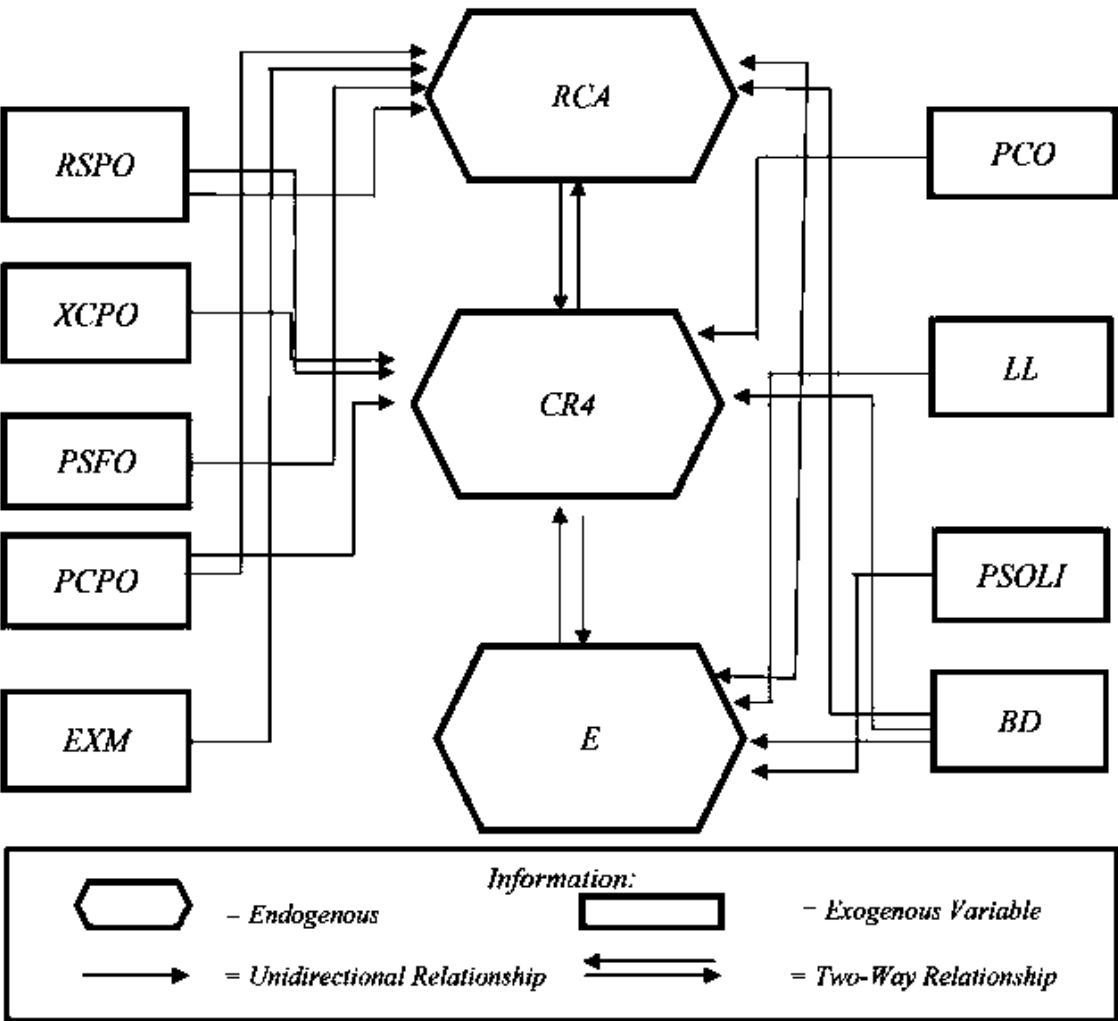 RCA
RSPO
PCO
XCPO
LL
CR4
PSFO
PCPO
PSOLI
EXM
E
BD
Information:
– Endogenous
– Exogenous Variable
= Unidirectional Relationship
= Two-Way Relationship